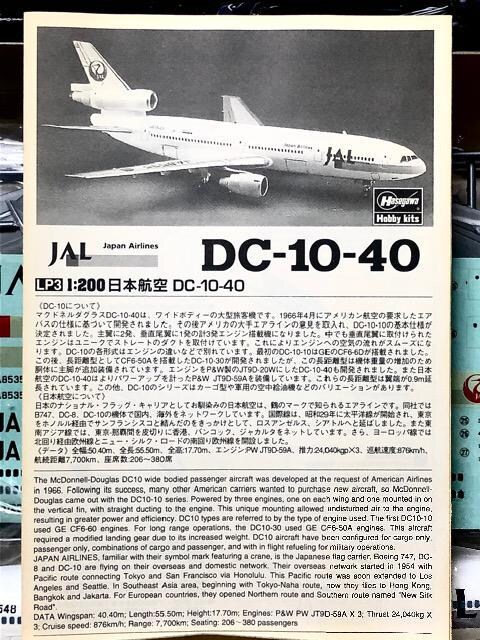 Japan Airlines
JAL
Hasegawa
Hobby kits
JAL Japan Airlines
DC-10-40
LP3 1:200 日本航空 DC-10-40
〈DC-10について〉
マクドネルダグラスDC-10-40は、ワイドボディーの大型旅客機です。1966年4月にアメリカン航空の要求したエア
バスの仕様に基づいて開発されました。その後アメリカの大手エアラインの意見を取入れ、DC-10-10の基本仕様が
決定されました。主翼に2発、垂直尾翼に1発の計3発エンジン搭載機になりました。中でも垂直尾翼に取付けられた
エンジンはユニークでストレートのダクトを取付けています。これによりエンジンへの空気の流れがスムーズにな
ります。DC-10の各形式はエンジンの違いなどで別れています。最初のDC-10-10はGEのCF6-6Dが搭載されました。
この後、長距離型としてCF6-50Aを搭載したDC-10-30が開発されましたが、この長距離型は機体重量の増加のため
胴体に主脚が追加装備されています。エンジンをP&W製のJT9D-20WにしたDC-10-40も開発されました。また日本
航空のDC-10-40はよりパワーアップを計ったP&W JT9D-59Aを装備しています。これらの長距離型は翼端が0.9m延
長されています。この他、DC-10のシリーズはカーゴ型や軍用の空中給油機などのバリエーションがあります。
〈日本航空について〉
日本のナショナル・フラッグ・キャリアとしてお馴染みの日本航空は、鶴のマークで知られるエアラインです。同社では
B747、DC-8、DC-10の機体で国内、海外をネットワークしています。国際線は、昭和29年に太平洋線が開始され、東京
をホノルル経由でサンフランシスコと結んだのをきっかけとして、ロスアンゼルス、シアトルへと延びました。また東
南アジア線では、東京-那覇間を皮切りに香港、バンコック、ジャカルタをネットしています。さらに、ヨーロッパ線では
北回り経由欧州線とニュー・シルク・ロードの南回り欧州線を開設しました。
〈データ〉全幅:50.40m、全長:55.50m、全高:17.70m、エンジン:PW JT9D-59A、推力24,040kgp×3、巡航速度:876km/h、
航続距離:7,700km、座席数:206〜380席
The McDonnell-Douglas DC10 wide bodied passenger aircraft was developed at the request of American Airlines
in 1966. Following its success, many other American carriers wanted to purchase new aircraft, so McDonnell-
Douglas came out with the DC10-10 series. Powered by three engines, one on each wing and one mounted in on
the vertical fin, with straight ducting to the engine. This unique mounting allowed undisturbed air to the engine,
resulting in greater power and efficiency. DC10 types are referred to by the type of engine used. The first DC10-10
used GE CF6-60 engines. For long range operations, the DC10-30 used GE CF6-50A engines. This aircraft
required a modified landing gear due to its increased weight. DC10 aircraft have been configured for cargo only,
passenger only, combinations of cargo and passenger, and with in flight refueling for military operations.
JAPAN AIRLINES, familiar with their symbol mark featuring a crane, is the Japanese flag carrier. Boeing 747, DC-
8 and DC-10 are flying on their overseas and domestic network. Their overseas network started in 1954 with
Pacific route connecting Tokyo and San Francisco via Honolulu. This Pacific route was soon extended to Los
Angeles and Seattle. In Southeast Asia area, beginning with Tokyo-Naha route, now they ties to Hong Kong,
Bangkok and Jakarta. For European countries, they opened Northern route and Southern route named "New Silk
Road".
DATA Wingspan: 40.40m; Length:55.50m; Height:17.70m; Engines: P&W PW JT9D-59A X 3; Thrust 24,040kg X
3; Cruise speed: 876km/h; Range: 7,700km; Seating: 206~380 passengers